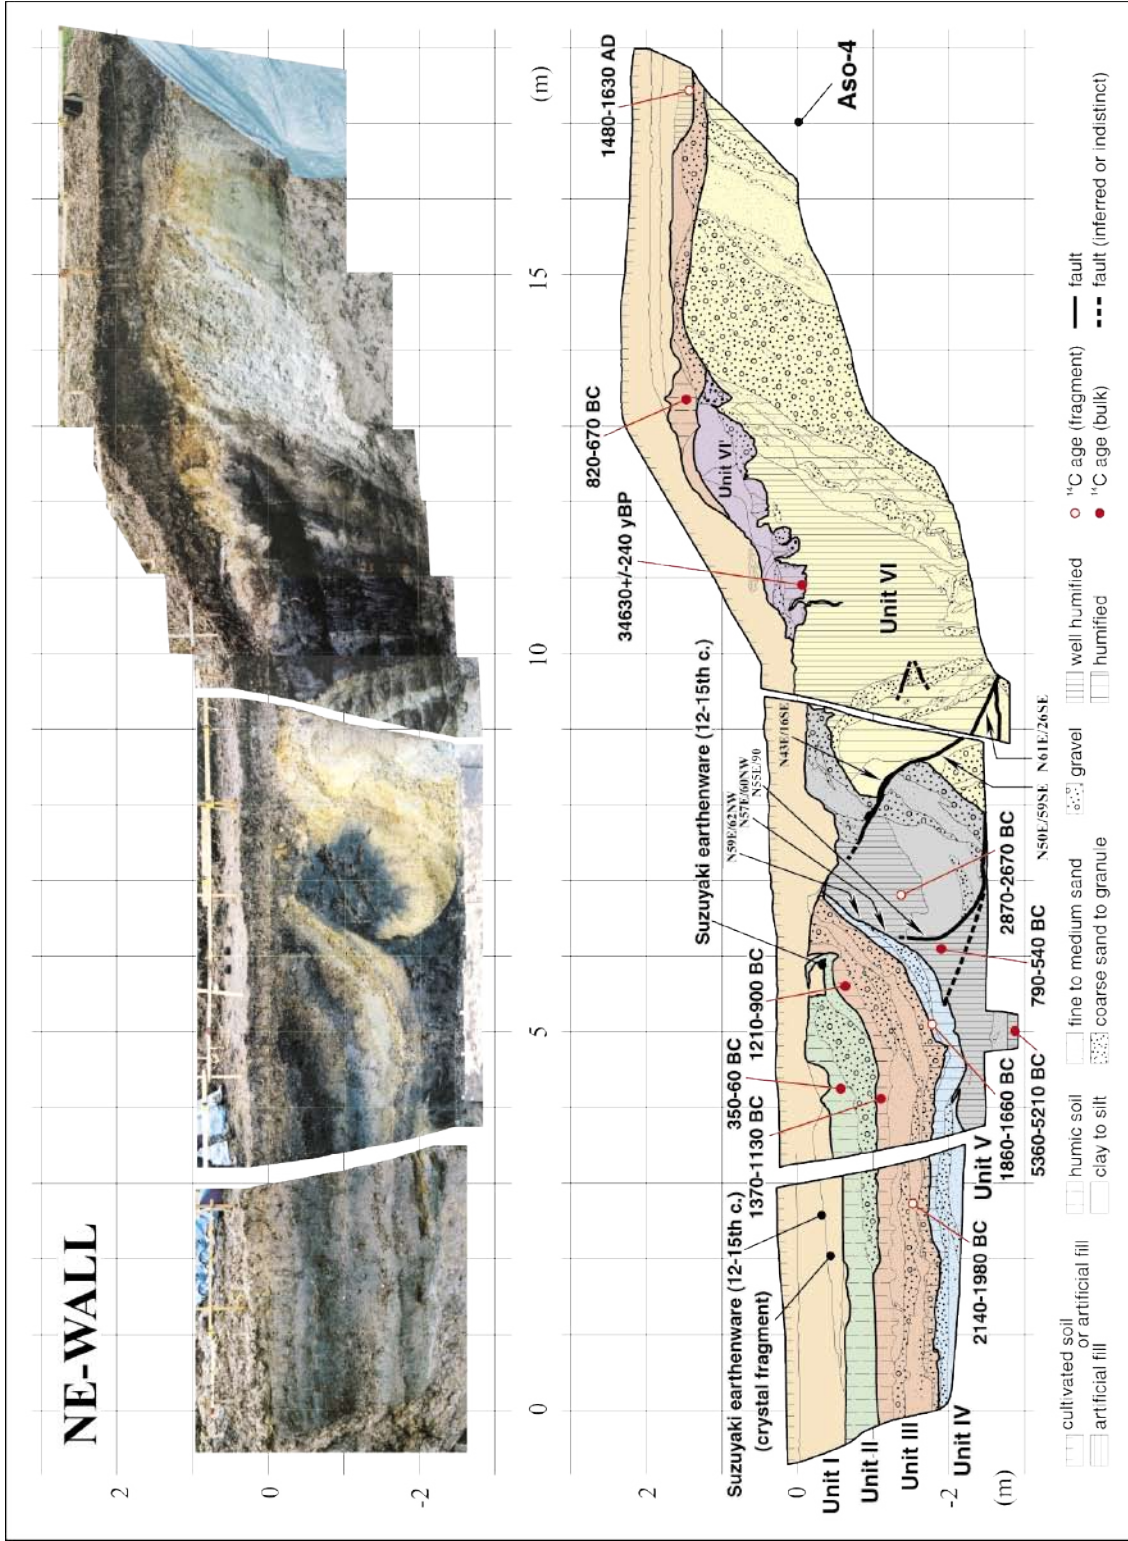 NE-WALL
2
0
-2
0
5
10
15
(m)
2
0
-2
(m)
Suzuyaki earthenware (12-15th c.)
(crystal fragment)
Unit I
Unit II
Unit III
Unit IV
Unit V
2140-1980 BC
1370-1130 BC
350-60 BC
1210-900 BC
1860-1660 BC
5360-5210 BC
790-540 BC
2870-2670 BC
Suzuyaki earthenware (12-15th c.)
N59E/62NW
N57E/60NW
N55E/90
N43E/16SE
N50E/59SE
N61E/26SE
34630+/-240 yBP
820-670 BC
1480-1630 AD
Unit VI'
Unit VI
Aso-4
cultivated soil
or artificial fill
artificial fill
humic soil
clay to silt
fine to medium sand
coarse sand to granule
gravel
well humified
humified
¹⁴C age (fragment)
¹⁴C age (bulk)
fault
fault (inferred or indistinct)